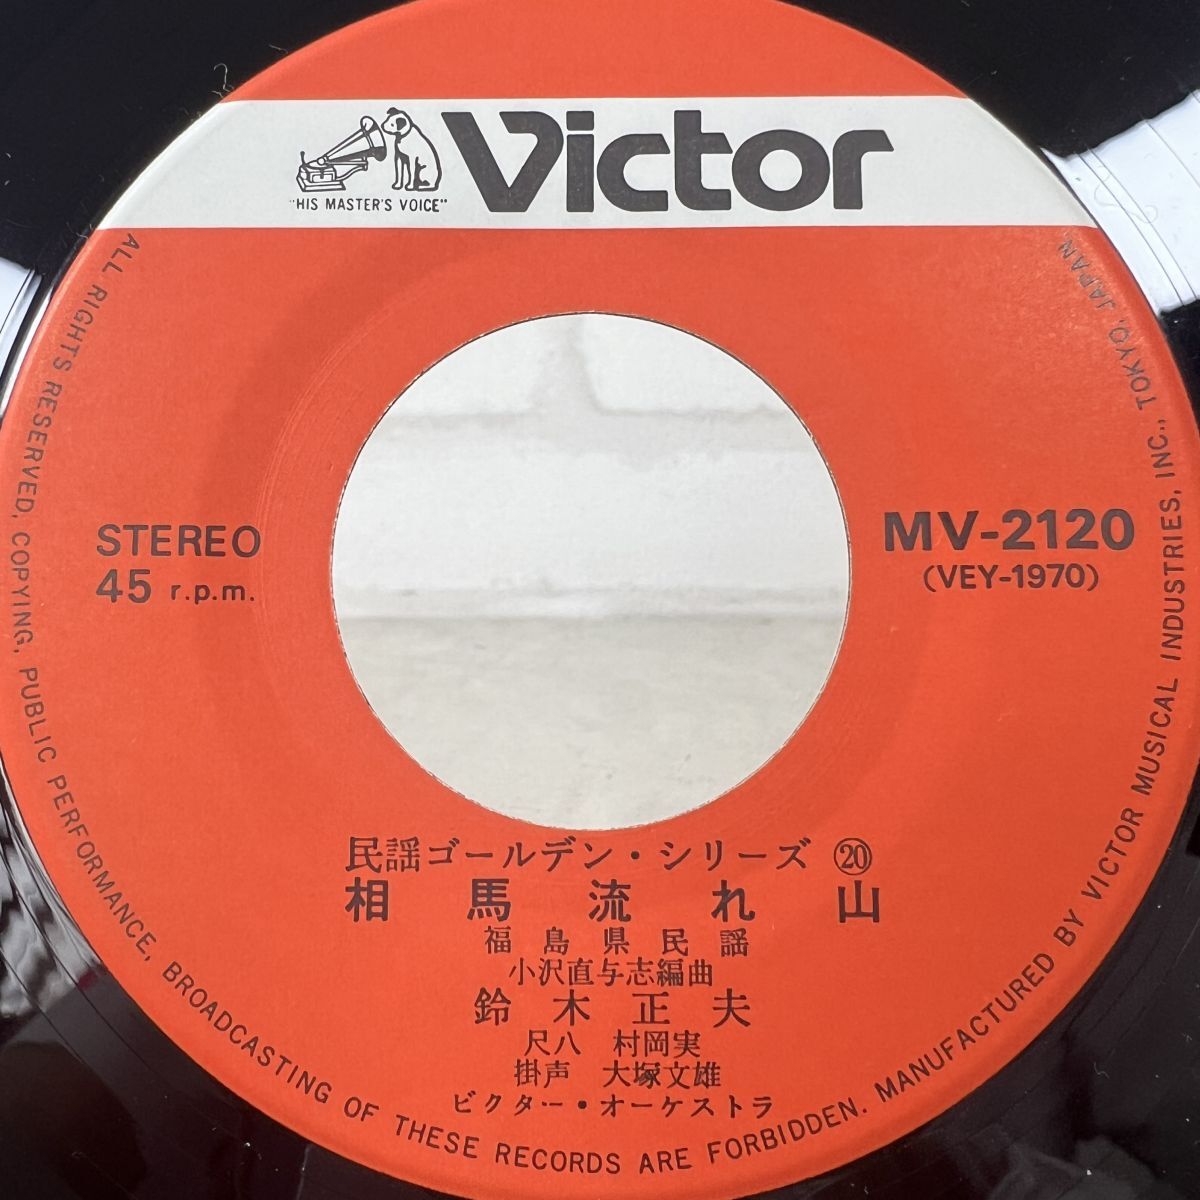 Victor
"HIS MASTER'S VOICE"
STEREO
45 r.p.m.
MV-2120
(VEY-1970)
民謡ゴールデン・シリーズ ⑳
相馬流れ山
福島県民謡
小沢直与志編曲
鈴木正夫
尺八 村岡実
掛声 大塚文雄
ビクター・オーケストラ
ALL RIGHTS RESERVED, COPYING, PUBLIC PERFORMANCE, BROADCASTING OF THESE RECORDS ARE FORBIDDEN. MANUFACTURED BY VICTOR MUSICAL INDUSTRIES, INC., TOKYO, JAPAN